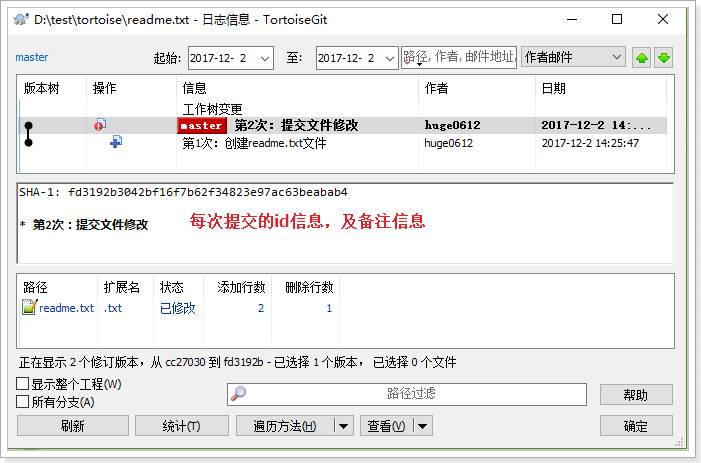 D:\test\tortoise\readme.txt - 日志信息 - TortoiseGit
master 起始: 2017-12- 2 至: 2017-12- 2 路径, 作者, 邮件地址, 作者邮件
版本树 操作 信息 作者 日期
工作树变更
master 第2次：提交文件修改 huge0612 2017-12-2 14:...
第1次：创建readme.txt文件 huge0612 2017-12-2 14:25:47
SHA-1: fd3192b3042bf16f7b62f34823e97ac63beabab4
* 第2次：提交文件修改
每次提交的id信息，及备注信息
路径 扩展名 状态 添加行数 删除行数
readme.txt .txt 已修改 2 1
正在显示 2 个修订版本，从 cc27030 到 fd3192b - 已选择 1 个版本， 已选择 0 个文件
显示整个工程(W)
所有分支(A)
路径过滤
帮助
刷新 统计(T) 遍历方法(H) 查看(V) 确定